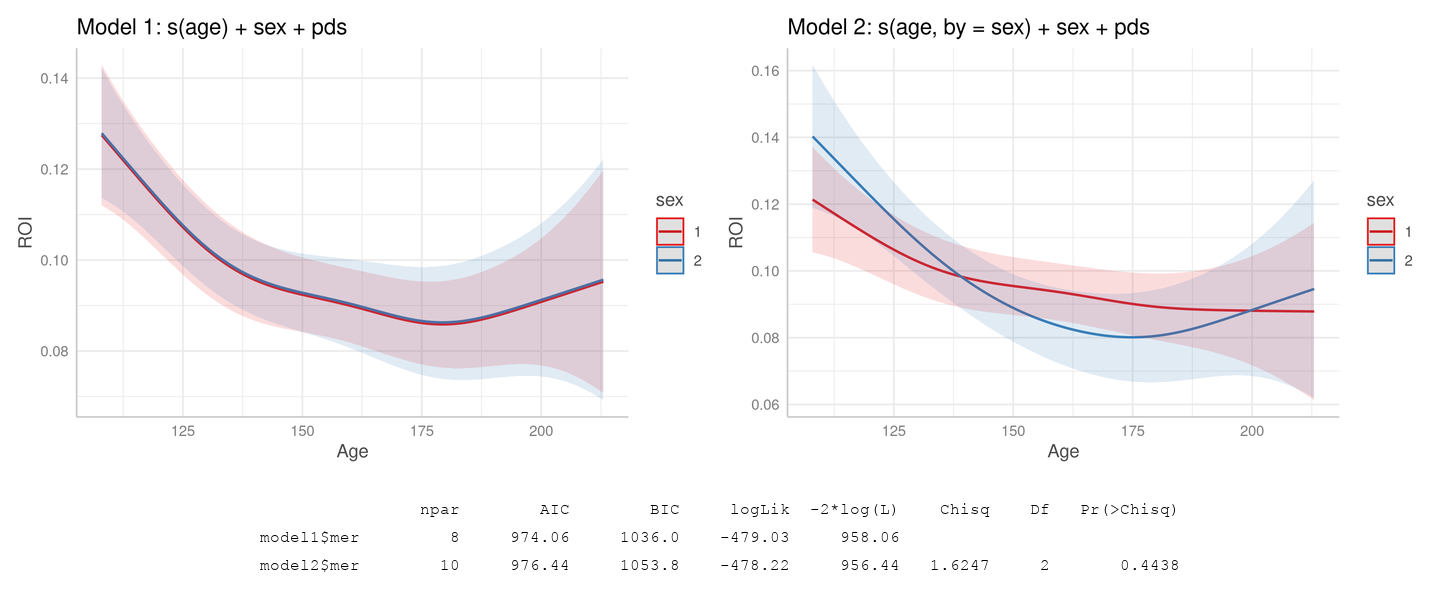 Model 1: s(age) + sex + pds
0.14
0.12
0.10
0.08
ROI
125 150 175 200
Age
sex
1
2
Model 2: s(age, by = sex) + sex + pds
0.16
0.14
0.12
0.10
0.08
0.06
ROI
125 150 175 200
Age
sex
1
2
npar AIC BIC logLik -2*log(L) Chisq Df Pr(>Chisq)
model1$mer 8 974.06 1036.0 -479.03 958.06
model2$mer 10 976.44 1053.8 -478.22 956.44 1.6247 2 0.4438